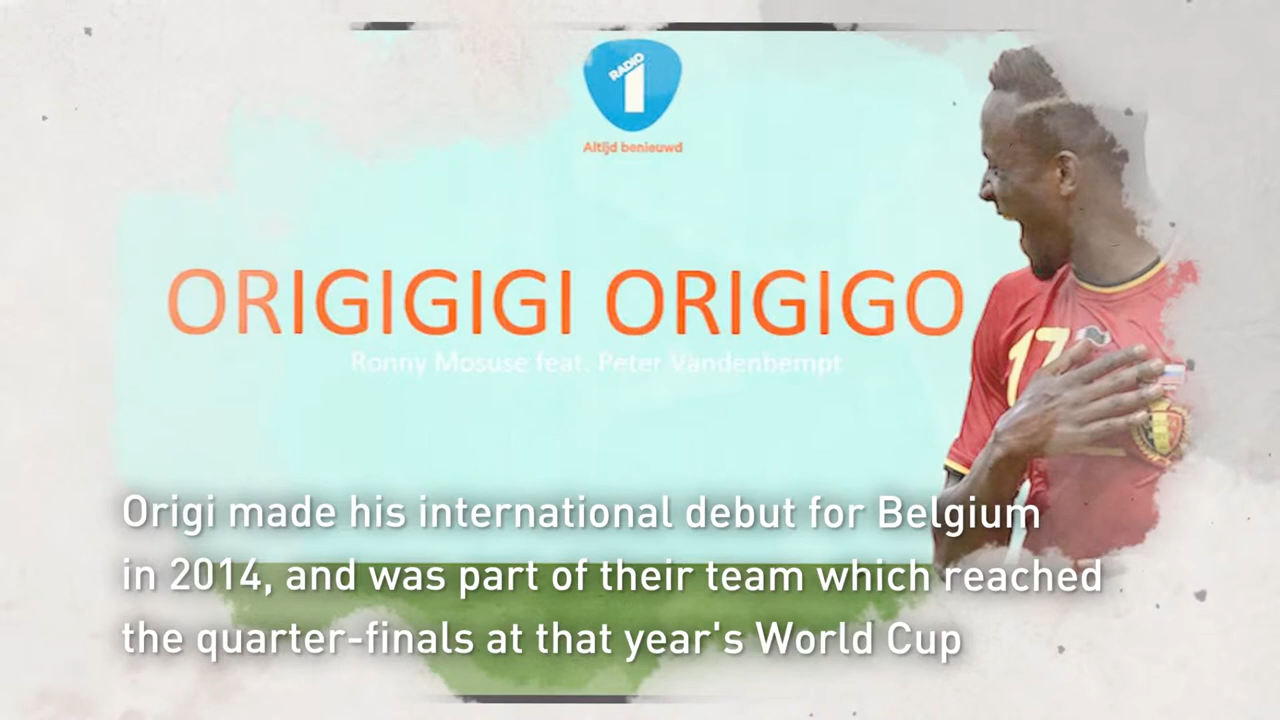 RADIO
1
Altijd benieuwd
ORIGIGIGI ORIGIGO
Ronny Mosuse feat. Peter Vandenbempt
17
Origi made his international debut for Belgium
in 2014, and was part of their team which reached
the quarter-finals at that year's World Cup